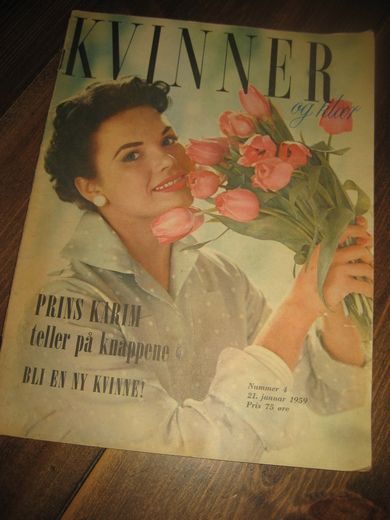 KVINNER
og klær
PRINS KARIM
teller på knappene
BLI EN NY KVINNE!
Nummer 4
21. januar 1959
Pris 75 øre